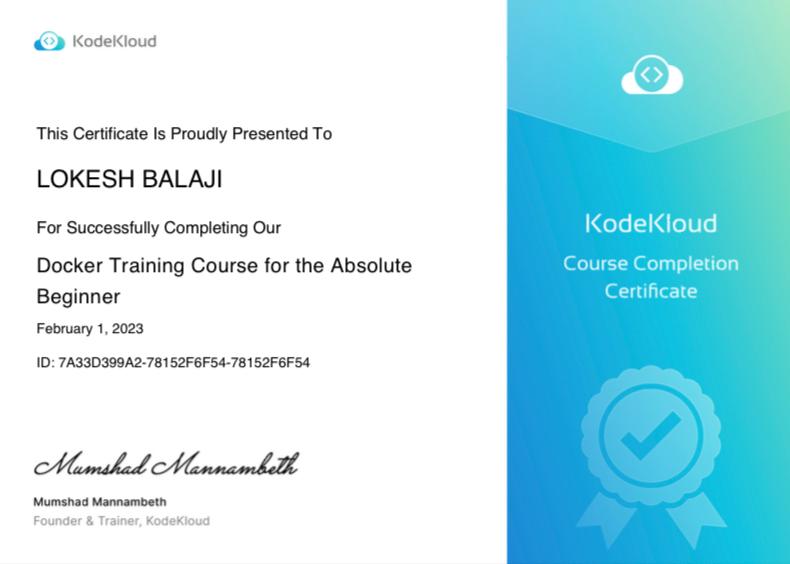 KodeKloud
This Certificate Is Proudly Presented To
LOKESH BALAJI
For Successfully Completing Our
Docker Training Course for the Absolute
Beginner
February 1, 2023
ID: 7A33D399A2-78152F6F54-78152F6F54
Mumshad Mannambeth
Mumshad Mannambeth
Founder & Trainer, KodeKloud
KodeKloud
Course Completion
Certificate